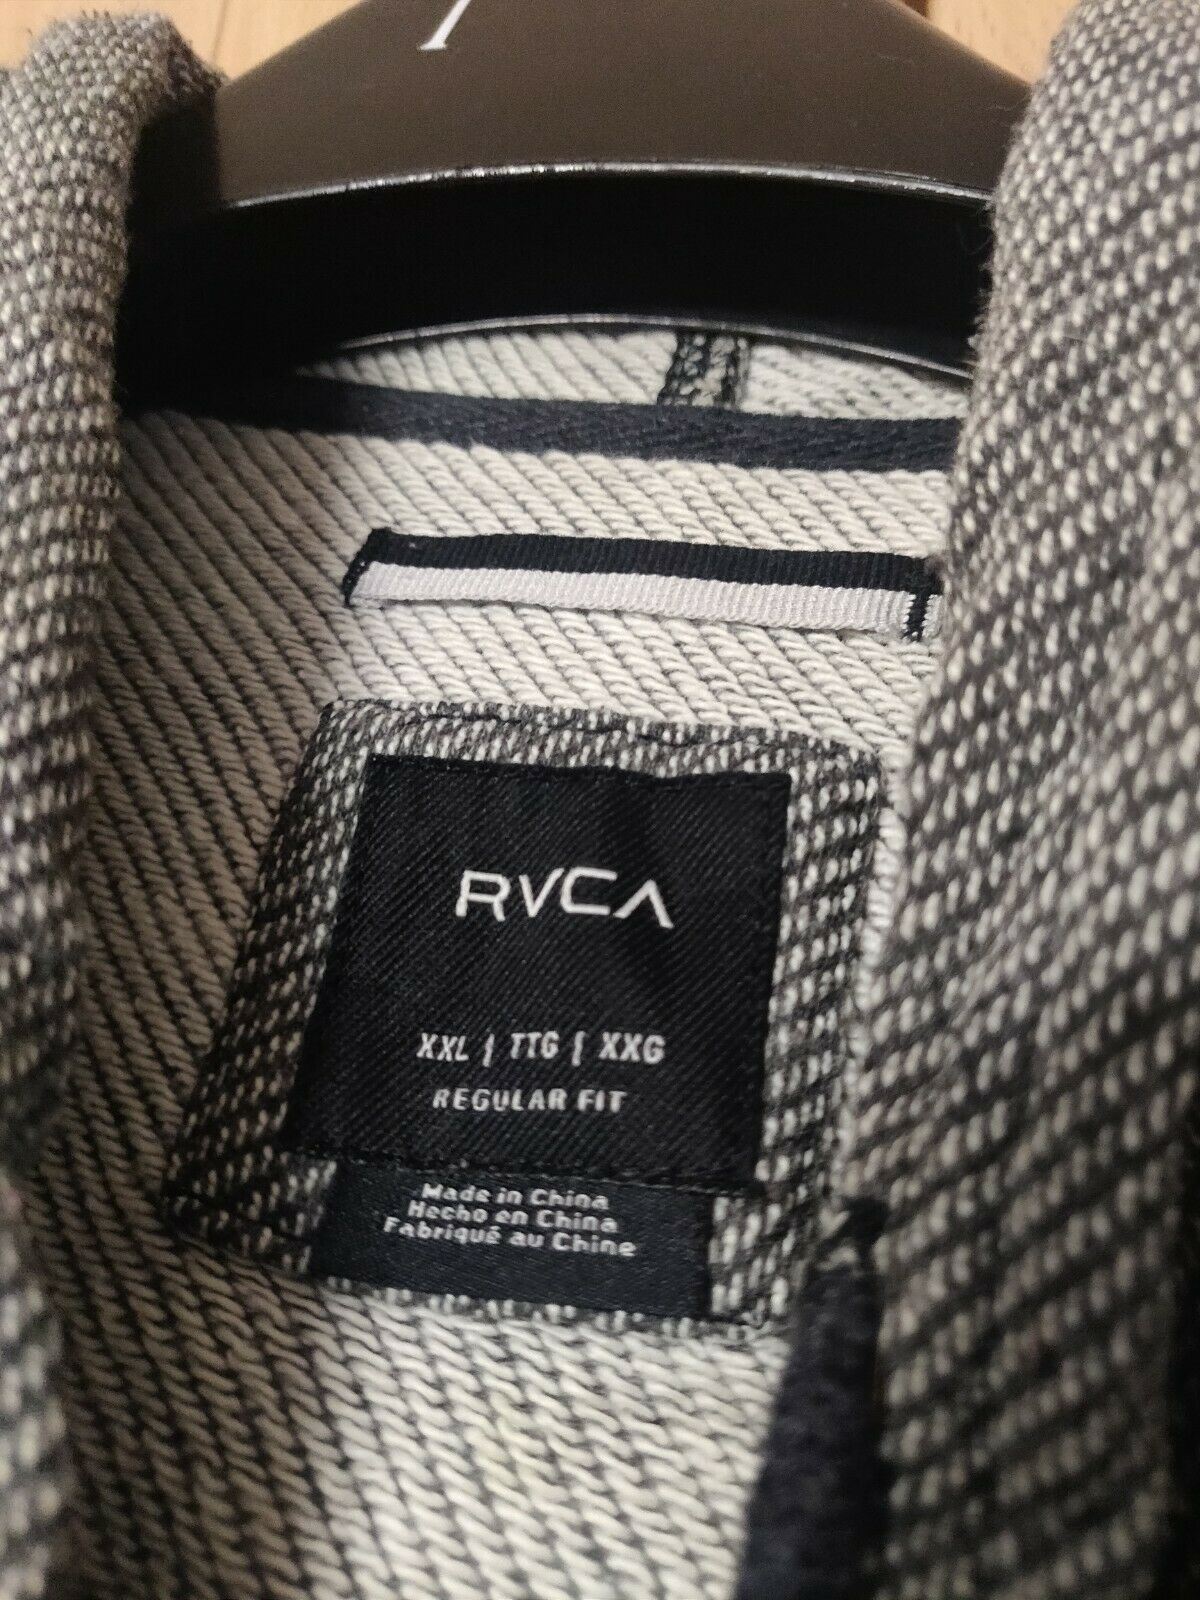 RVCA
XXL | TTG | XXG
REGULAR FIT
Made in China
Hecho en China
Fabriqué au Chine